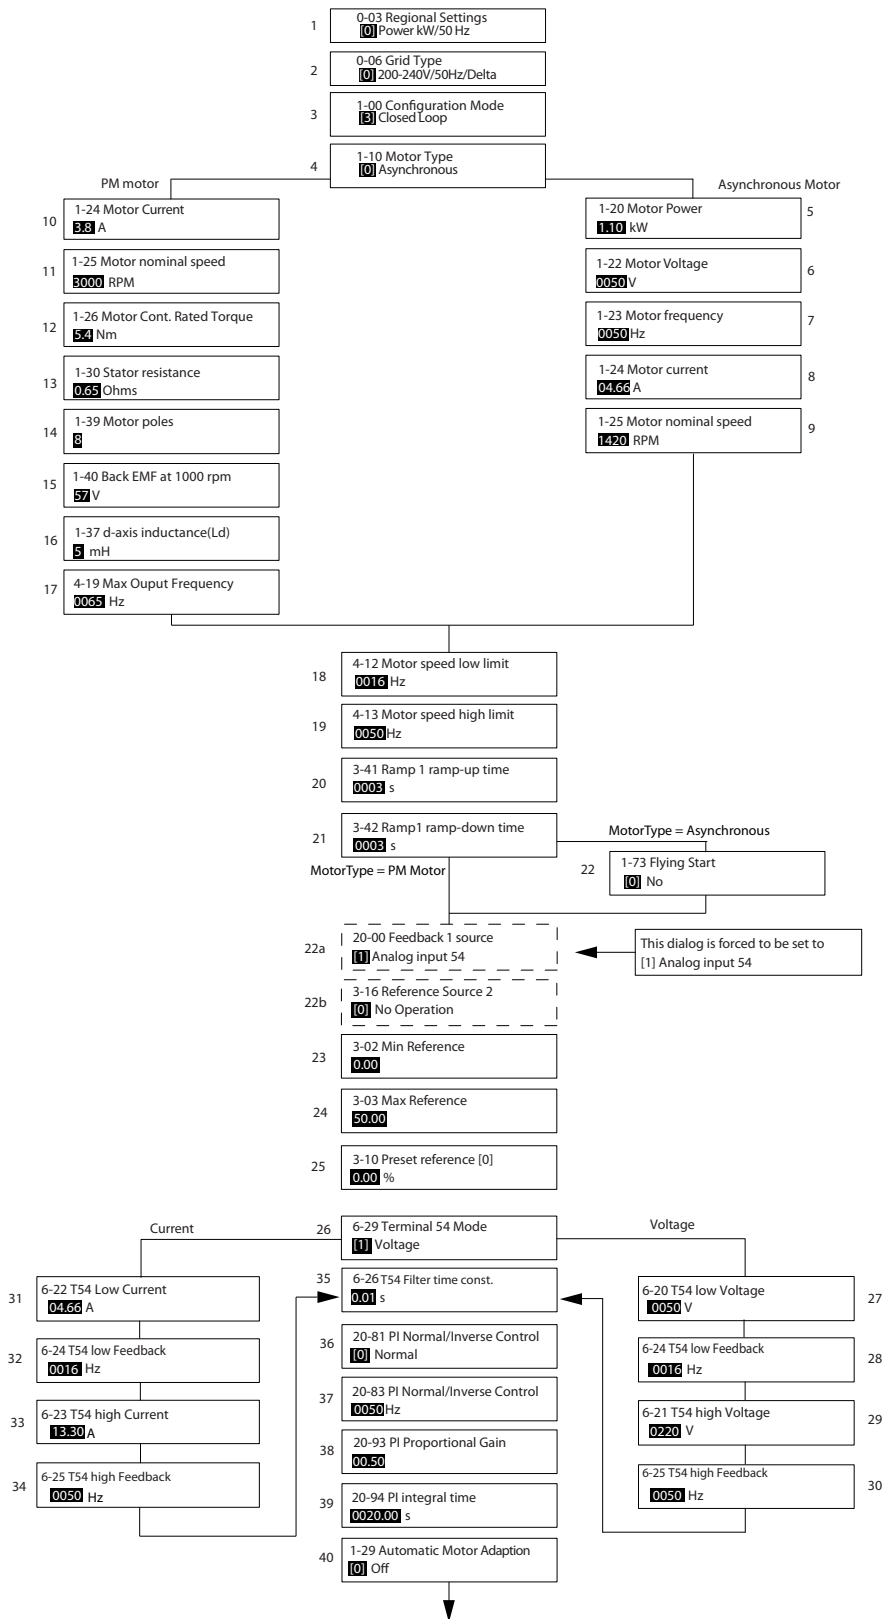 1
0-03 Regional Settings
[0] Power kW/50 Hz
2
0-06 Grid Type
[0] 200-240V/50Hz/Delta
3
1-00 Configuration Mode
[3] Closed Loop
4
1-10 Motor Type
[0] Asynchronous
PM motor
Asynchronous Motor
10
1-24 Motor Current
3.8 A
11
1-25 Motor nominal speed
3000 RPM
12
1-26 Motor Cont. Rated Torque
5.4 Nm
13
1-30 Stator resistance
0.65 Ohms
14
1-39 Motor poles
8
15
1-40 Back EMF at 1000 rpm
57 V
16
1-37 d-axis inductance(Ld)
5 mH
17
4-19 Max Ouput Frequency
0065 Hz
1-20 Motor Power
1.10 kW
5
1-22 Motor Voltage
0050 V
6
1-23 Motor frequency
0050 Hz
7
1-24 Motor current
04.66 A
8
1-25 Motor nominal speed
1420 RPM
9
18
4-12 Motor speed low limit
0016 Hz
19
4-13 Motor speed high limit
0050 Hz
20
3-41 Ramp 1 ramp-up time
0003 s
21
3-42 Ramp1 ramp-down time
0003 s
MotorType = Asynchronous
22
1-73 Flying Start
[0] No
MotorType = PM Motor
22a
20-00 Feedback 1 source
[1] Analog input 54
This dialog is forced to be set to
[1] Analog input 54
22b
3-16 Reference Source 2
[0] No Operation
23
3-02 Min Reference
0.00
24
3-03 Max Reference
50.00
25
3-10 Preset reference [0]
0.00 %
Current
26
6-29 Terminal 54 Mode
[1] Voltage
Voltage
31
6-22 T54 Low Current
04.66 A
32
6-24 T54 low Feedback
0016 Hz
33
6-23 T54 high Current
13.30 A
34
6-25 T54 high Feedback
0050 Hz
35
6-26 T54 Filter time const.
0.01 s
36
20-81 PI Normal/Inverse Control
[0] Normal
37
20-83 PI Normal/Inverse Control
0050 Hz
38
20-93 PI Proportional Gain
00.50
39
20-94 PI integral time
0020.00 s
40
1-29 Automatic Motor Adaption
[0] Off
6-20 T54 low Voltage
0050 V
27
6-24 T54 low Feedback
0016 Hz
28
6-21 T54 high Voltage
0220 V
29
6-25 T54 high Feedback
0050 Hz
30